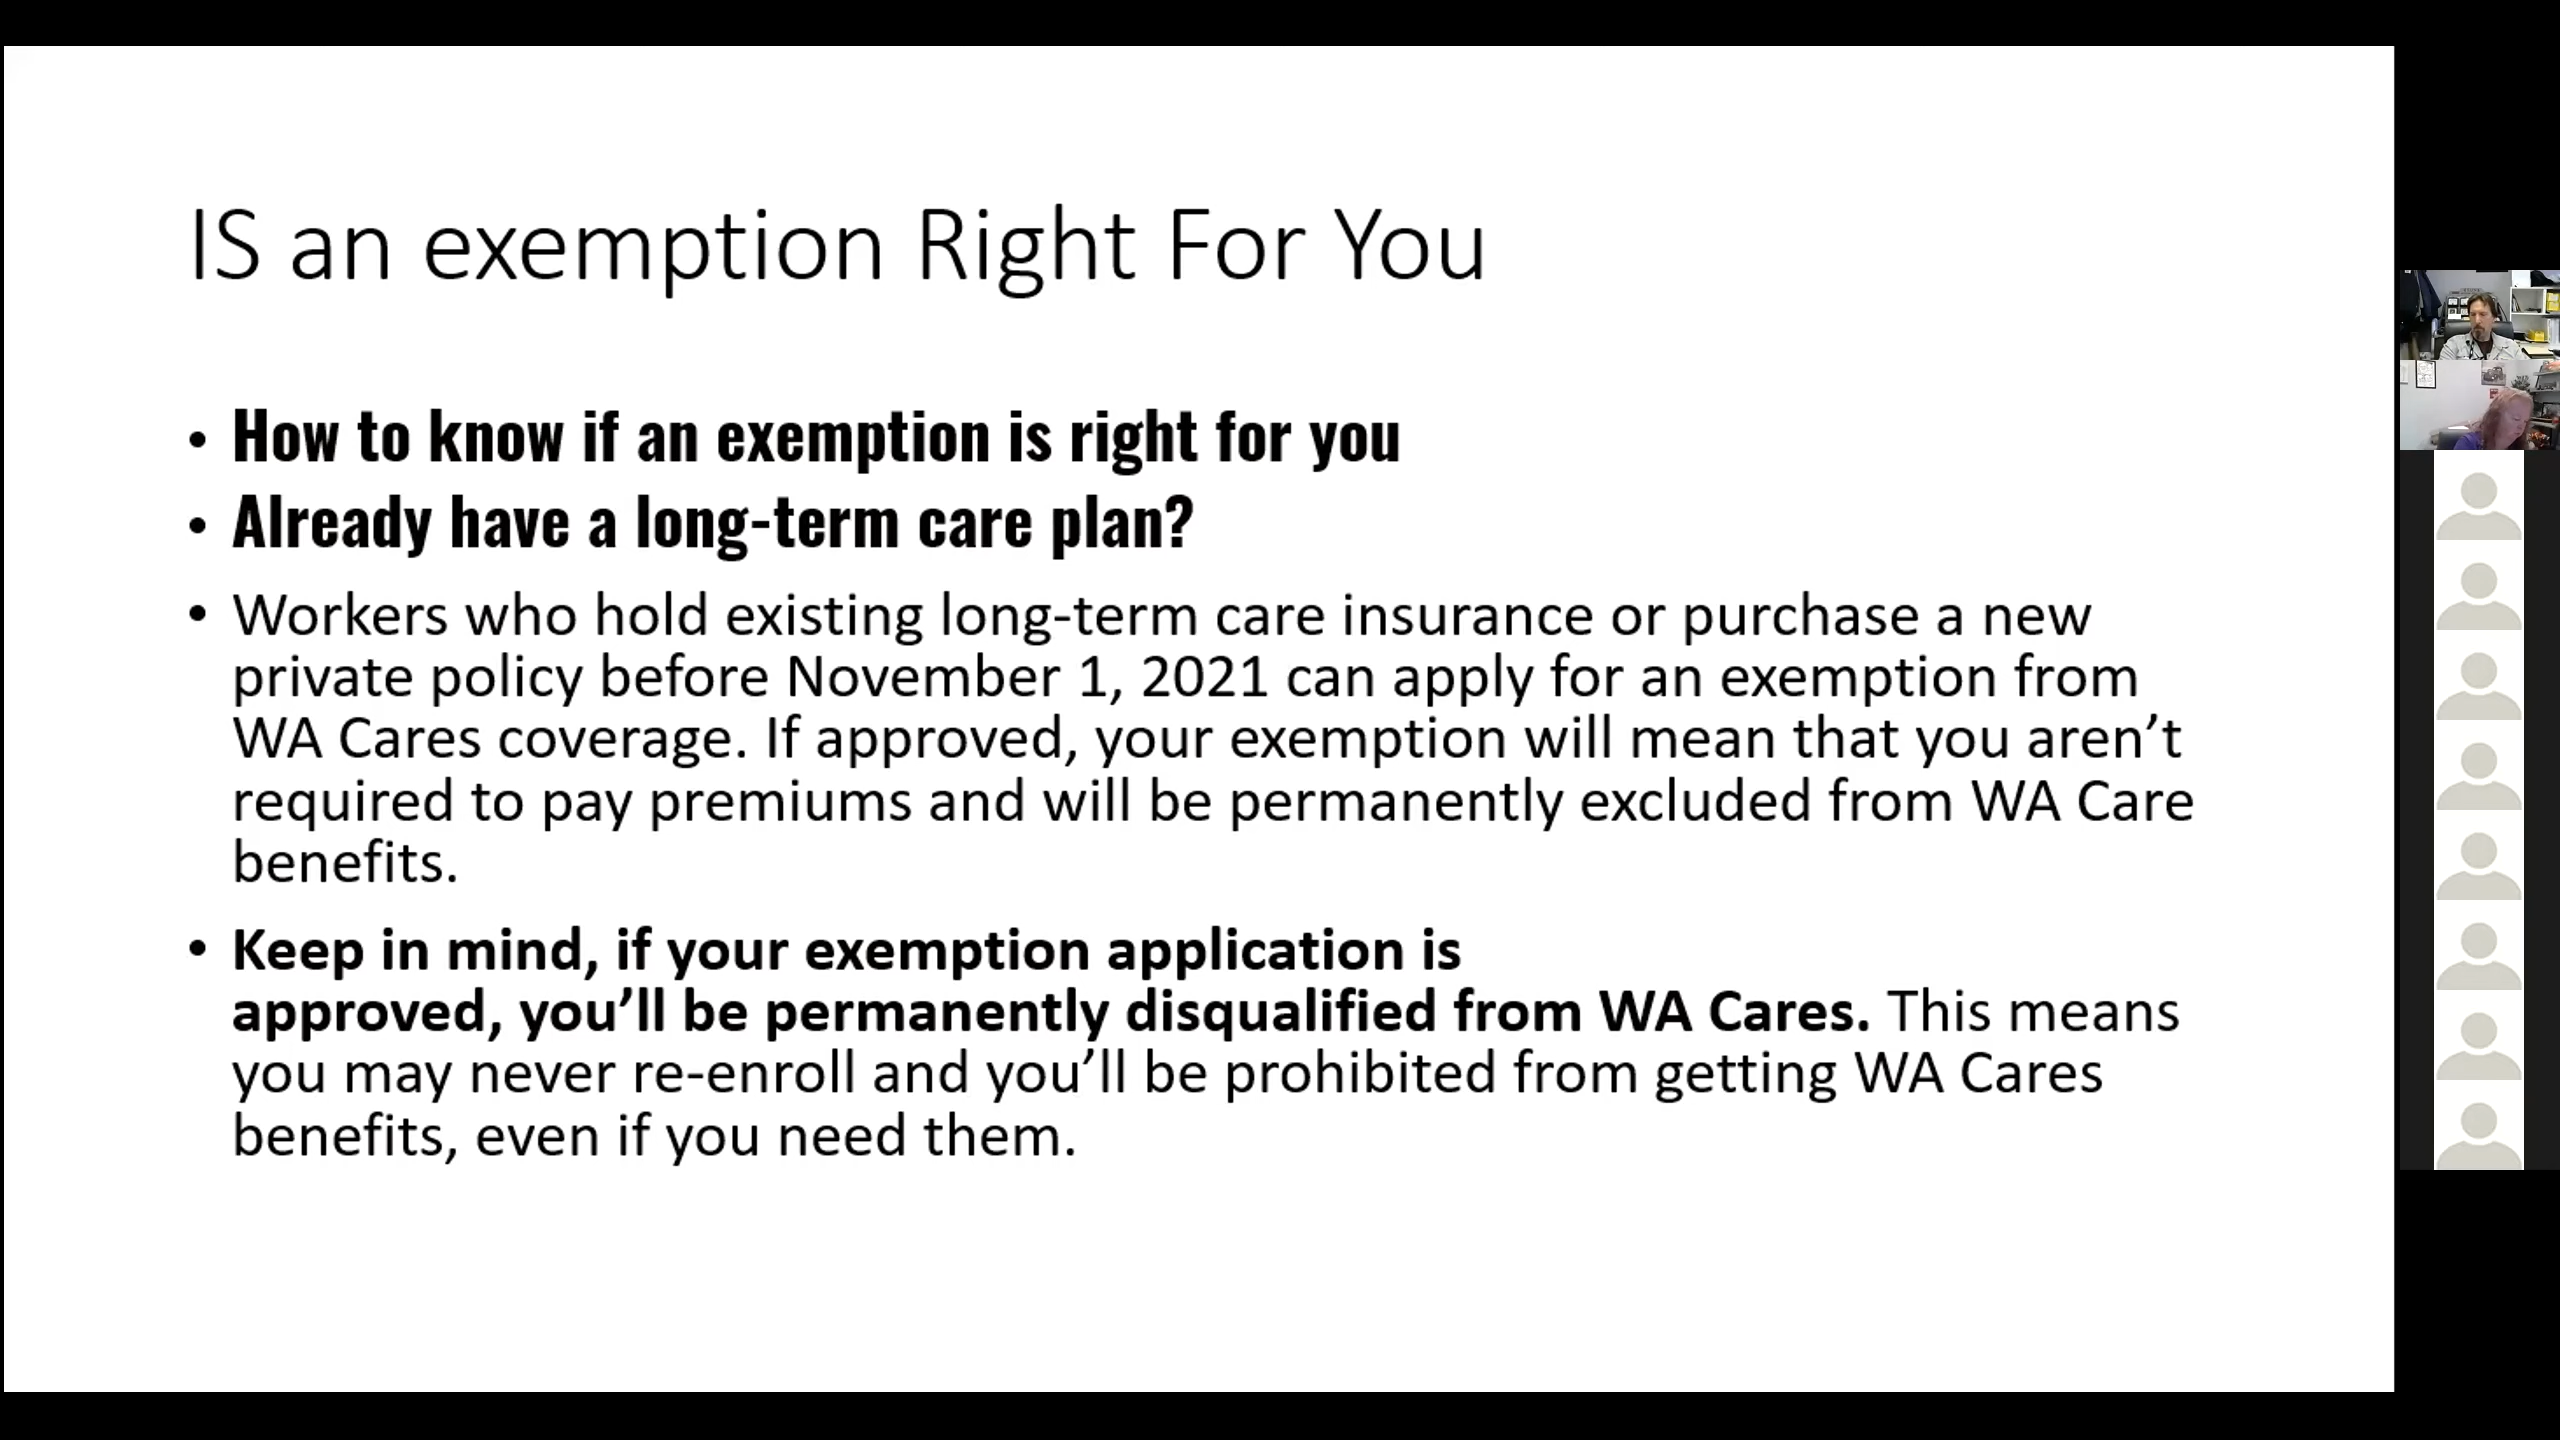 IS an exemption Right For You
• How to know if an exemption is right for you
• Already have a long-term care plan?
• Workers who hold existing long-term care insurance or purchase a new
private policy before November 1, 2021 can apply for an exemption from
WA Cares coverage. If approved, your exemption will mean that you aren’t
required to pay premiums and will be permanently excluded from WA Care
benefits.
• Keep in mind, if your exemption application is
approved, you’ll be permanently disqualified from WA Cares. This means
you may never re-enroll and you’ll be prohibited from getting WA Cares
benefits, even if you need them.